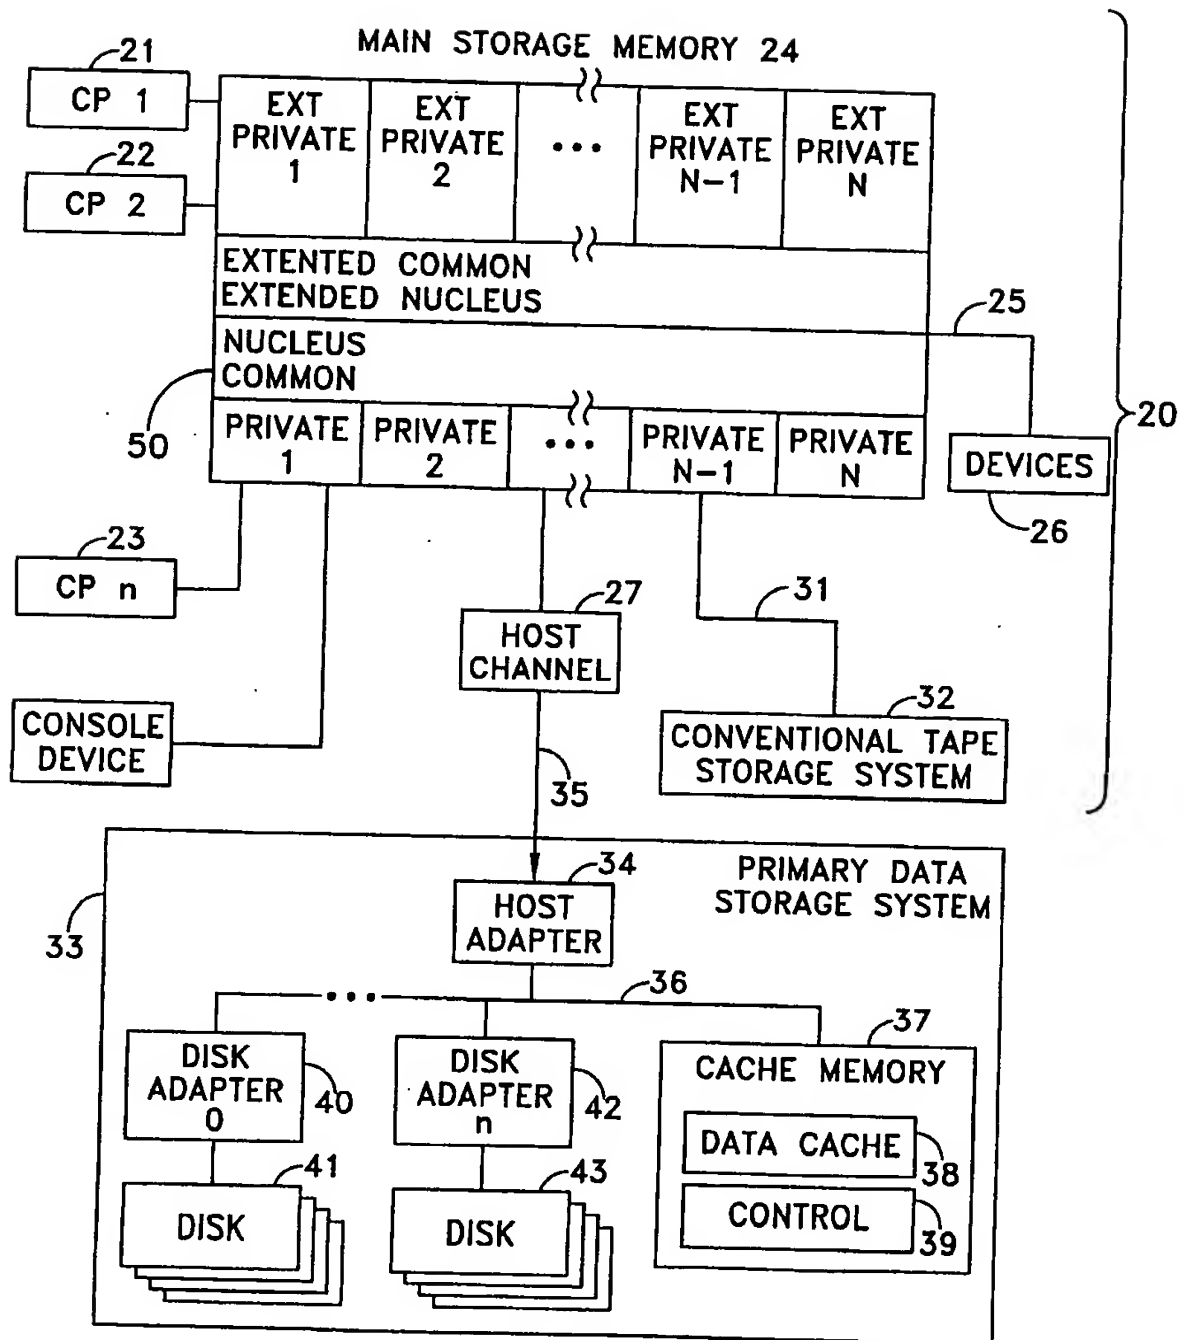 MAIN STORAGE MEMORY 24
21
CP 1
22
CP 2
EXT
PRIVATE
1
EXT
PRIVATE
2
•••
EXT
PRIVATE
N-1
EXT
PRIVATE
N
EXTENTED COMMON
EXTENDED NUCLEUS
25
NUCLEUS
COMMON
50
20
PRIVATE
1
PRIVATE
2
•••
PRIVATE
N-1
PRIVATE
N
DEVICES
26
23
CP n
27
HOST
CHANNEL
31
CONSOLE
DEVICE
32
CONVENTIONAL TAPE
STORAGE SYSTEM
35
33
PRIMARY DATA
STORAGE SYSTEM
34
HOST
ADAPTER
•••
36
37
DISK
ADAPTER
0
40
DISK
ADAPTER
n
42
CACHE MEMORY
DATA CACHE
38
CONTROL
39
41
DISK
43
DISK